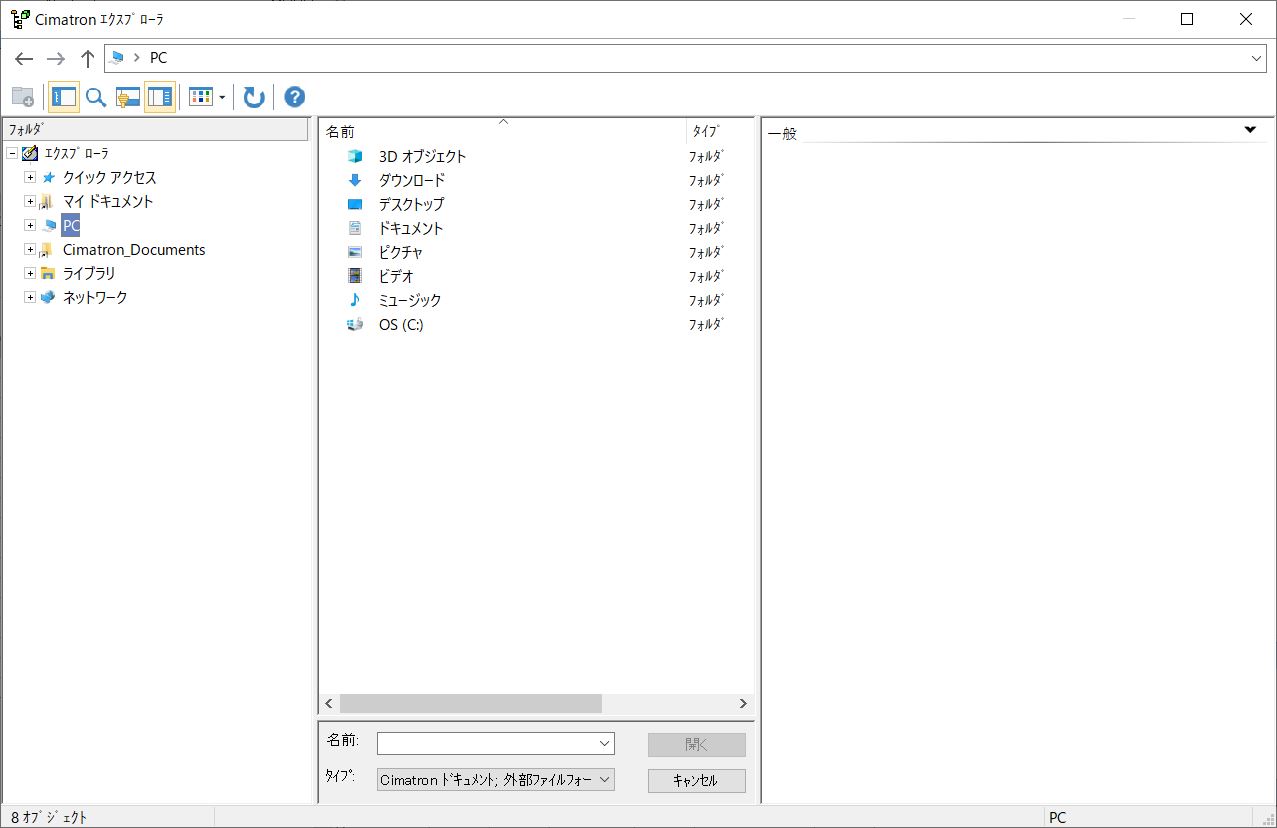 Cimatron ｴｸｽﾌﾟﾛｰﾗ
PC
ﾌｫﾙﾀﾞ
ｴｸｽﾌﾟﾛｰﾗ
クイック アクセス
マイ ドキュメント
PC
Cimatron_Documents
ライブラリ
ネットワーク
名前 ﾀｲﾌﾟ
3D オブジェクト ﾌｫﾙﾀﾞ
ダウンロード ﾌｫﾙﾀﾞ
デスクトップ ﾌｫﾙﾀﾞ
ドキュメント ﾌｫﾙﾀﾞ
ピクチャ ﾌｫﾙﾀﾞ
ビデオ ﾌｫﾙﾀﾞ
ミュージック ﾌｫﾙﾀﾞ
OS (C:) ﾌｫﾙﾀﾞ
一般
名前: 開く
ﾀｲﾌﾟ: Cimatron ﾄﾞｷｭﾒﾝﾄ; 外部ﾌｧｲﾙﾌｫｰ ｷｬﾝｾﾙ
8 ｵﾌﾞｼﾞｪｸﾄ PC